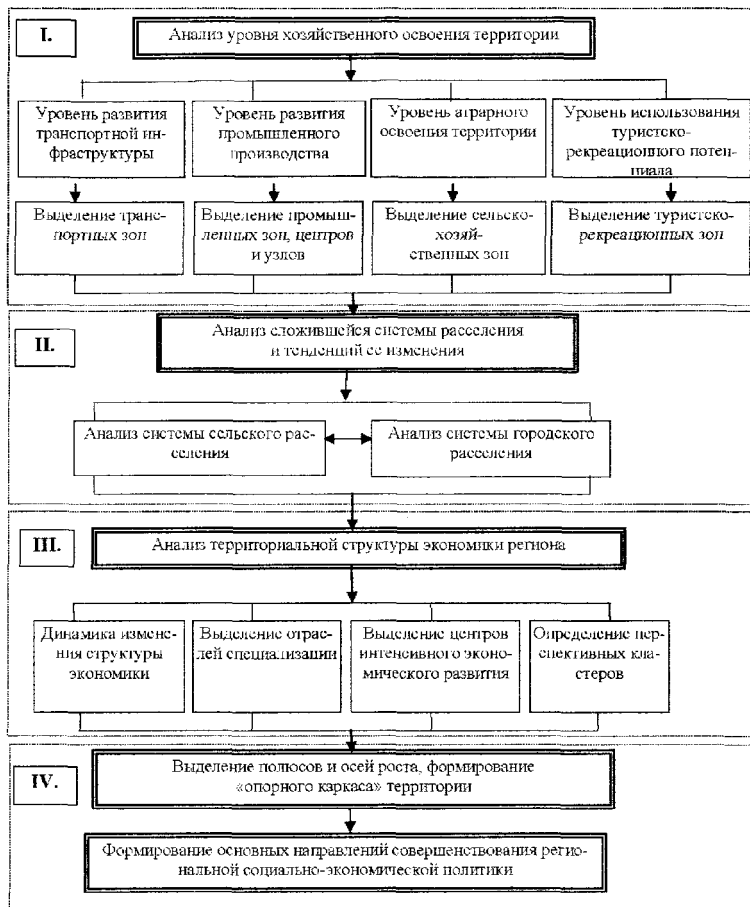 I.
Анализ уровня хозяйственного освоения территории
Уровень развития
транспортной ин-
фраструктуры
Уровень развития
промышленного
производства
Уровень аграрного
освоения территории
Уровень использования
туристско-
рекреационного потен-
циала
Выделение транс-
портных зон
Выделение промыш-
ленных зон, центров
и узлов
Выделение сельско-
хозяй-
ственных зон
Выделение туристско-
рекреационных зон
II.
Анализ сложившейся системы расселения
и тенденций ее изменения
Анализ системы сельского рас-
селения
Анализ системы городского
расселения
III.
Анализ территориальной структуры экономики региона
Динамика измене-
ния структуры
экономики
Выделение отрас-
лей специализации
Выделение центров
интенсивного эконо-
мического развития
Определение пер-
спективных кла-
стеров
IV.
Выделение полюсов и осей роста, формирование
«опорного каркаса» территории
Формирование основных направлений совершенствования регио-
нальной социально-экономической политики